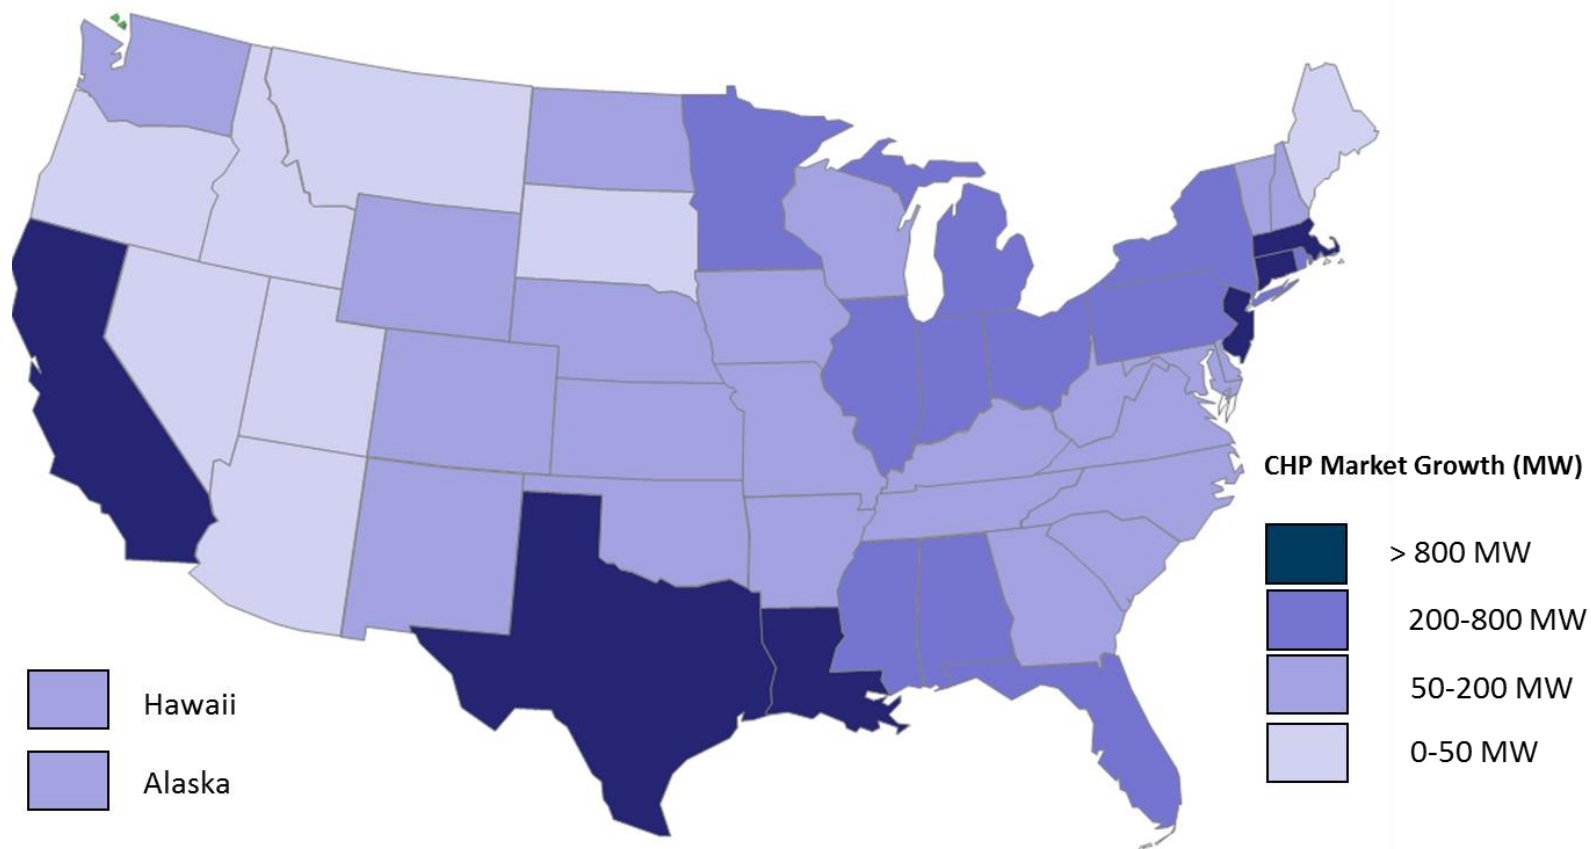 CHP Market Growth (MW)
> 800 MW
200-800 MW
50-200 MW
0-50 MW
Hawaii
Alaska